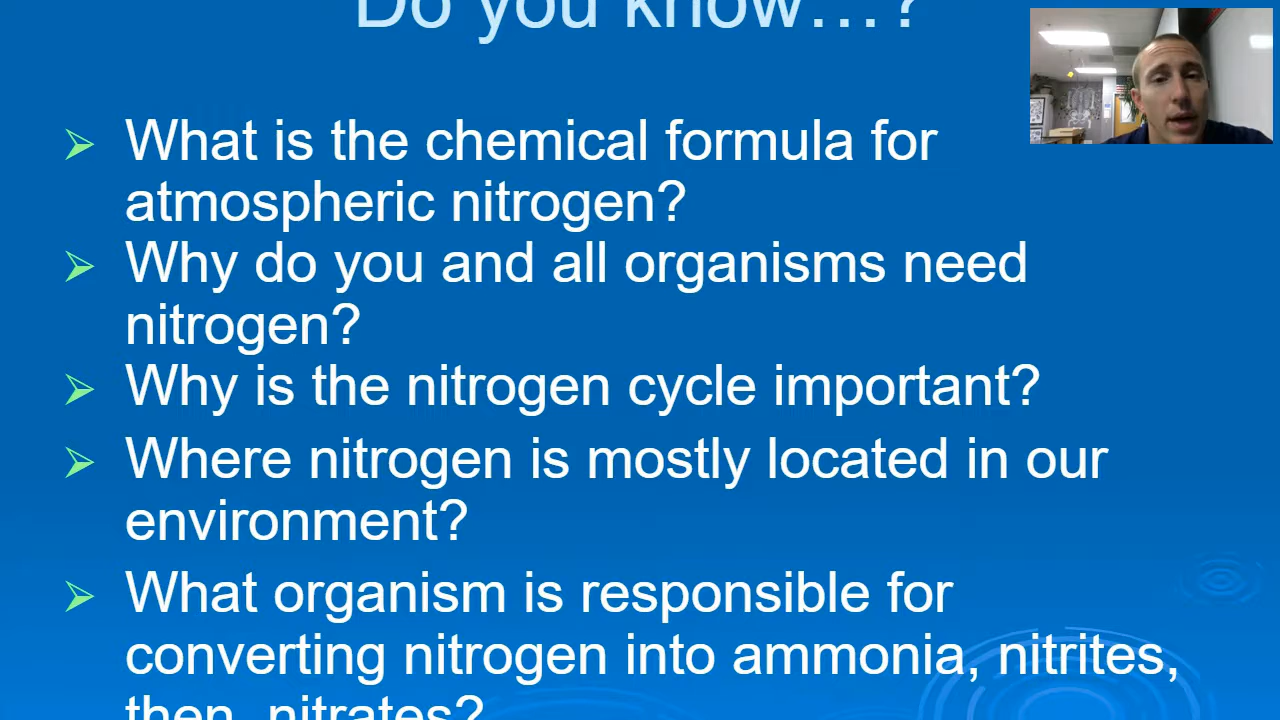 Do you know...?
➢ What is the chemical formula for
atmospheric nitrogen?
➢ Why do you and all organisms need
nitrogen?
➢ Why is the nitrogen cycle important?
➢ Where nitrogen is mostly located in our
environment?
➢ What organism is responsible for
converting nitrogen into ammonia, nitrites,
then, nitrates?